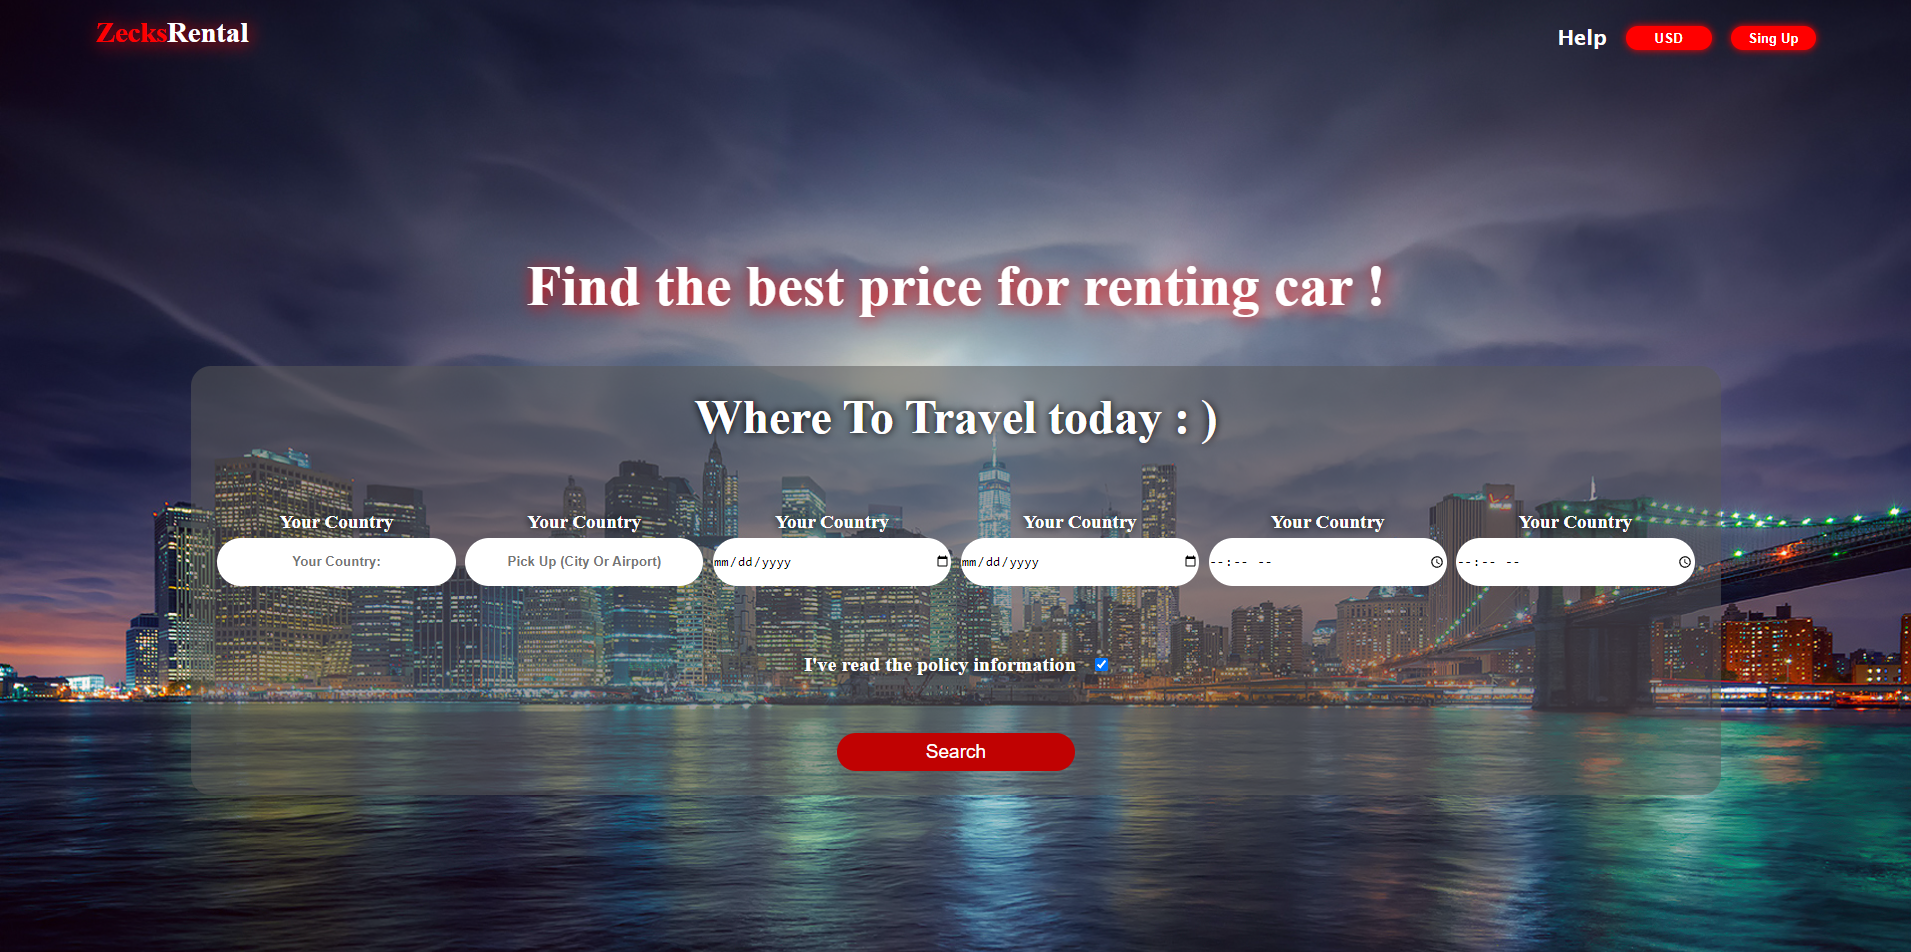 ZecksRental
Help
USD
Sing Up
Find the best price for renting car !
Where To Travel today : )
Your Country
Your Country
Your Country
Your Country
Your Country
Your Country
Your Country:
Pick Up (City Or Airport)
mm/dd/yyyy
mm/dd/yyyy
--:-- --
--:-- --
I've read the policy information
Search